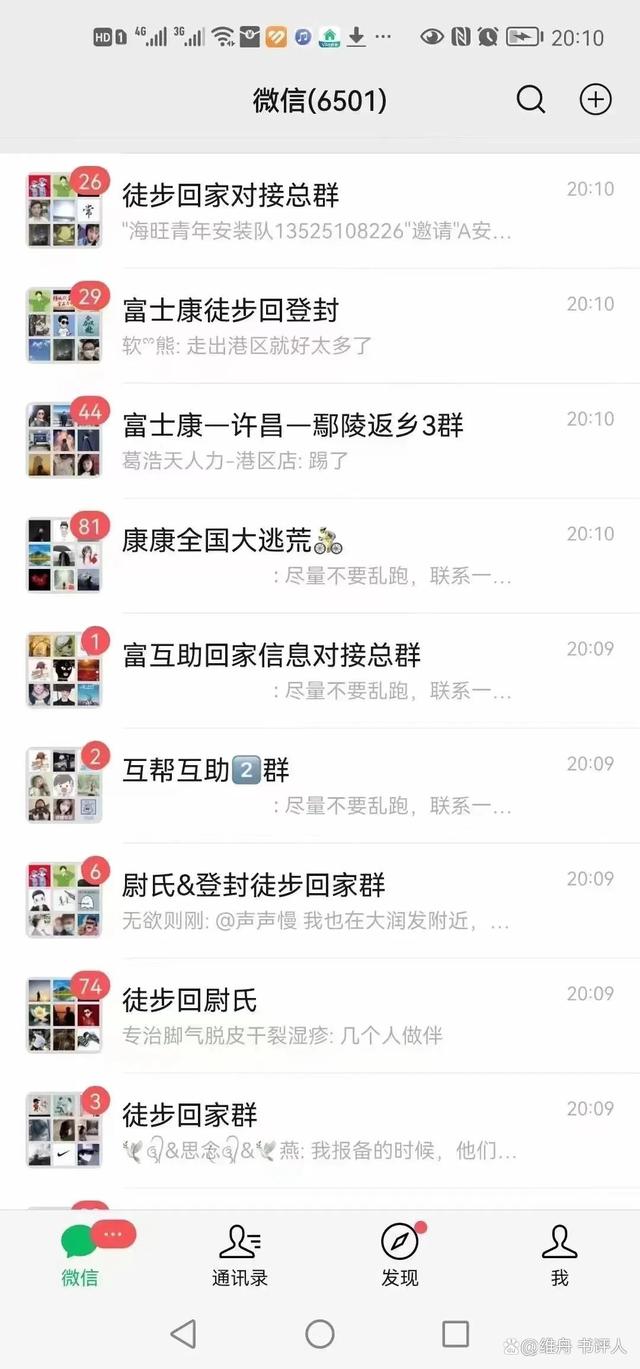 HD 1 4G 3G 20:10
微信(6501)
26
徒步回家对接总群
20:10
"海旺青年安装队13525108226"邀请"A安...
29
富士康徒步回登封
20:10
软熊: 走出港区就好太多了
44
富士康一许昌一鄢陵返乡3群
20:10
葛浩天人力-港区店: 踢了
81
康康全国大逃荒🚴
20:10
: 尽量不要乱跑，联系一...
1
富互助回家信息对接总群
20:09
: 尽量不要乱跑，联系一...
2
互帮互助2️⃣群
20:09
: 尽量不要乱跑，联系一...
6
尉氏&登封徒步回家群
20:09
无欲则刚: @声声慢 我也在大润发附近，...
74
徒步回尉氏
20:09
专治脚气脱皮干裂湿疹: 几个人做伴
3
徒步回家群
20:09
🕊&思念&🕊燕: 我报备的时候，他们...
微信
通讯录
发现
我
@维舟 书评人